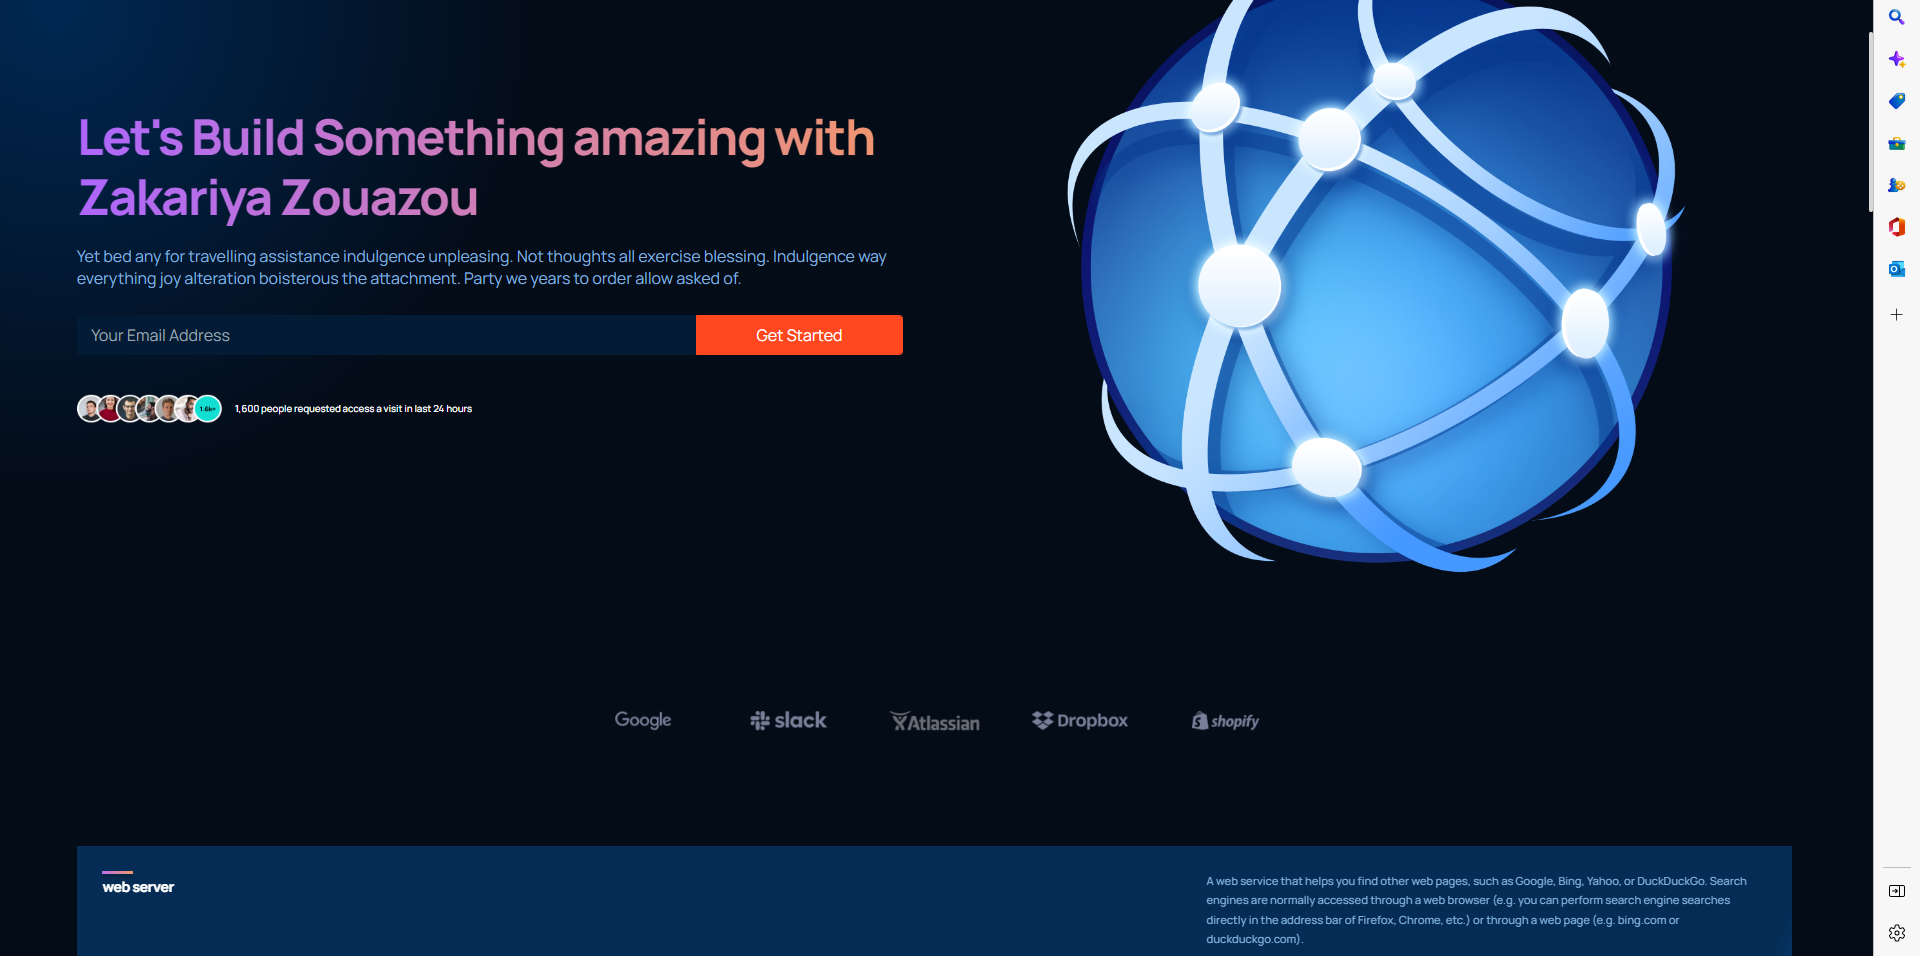 Let's Build Something amazing with
Zakariya Zouazou
Yet bed any for travelling assistance indulgence unpleasing. Not thoughts all exercise blessing. Indulgence way
everything joy alteration boisterous the attachment. Party we years to order allow asked of.
Your Email Address
Get Started
1.6k+
1,600 people requested access a visit in last 24 hours
Google
slack
Atlassian
Dropbox
shopify
web server
A web service that helps you find other web pages, such as Google, Bing, Yahoo, or DuckDuckGo. Search
engines are normally accessed through a web browser (e.g. you can perform search engine searches
directly in the address bar of Firefox, Chrome, etc.) or through a web page (e.g. bing.com or
duckduckgo.com).